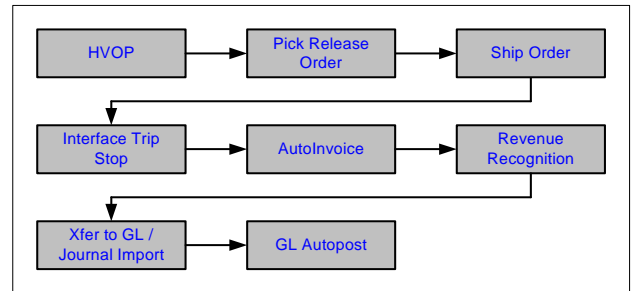 HVOP
Pick Release
Order
Ship Order
Interface Trip
Stop
AutoInvoice
Revenue
Recognition
Xfer to GL /
Journal Import
GL Autopost